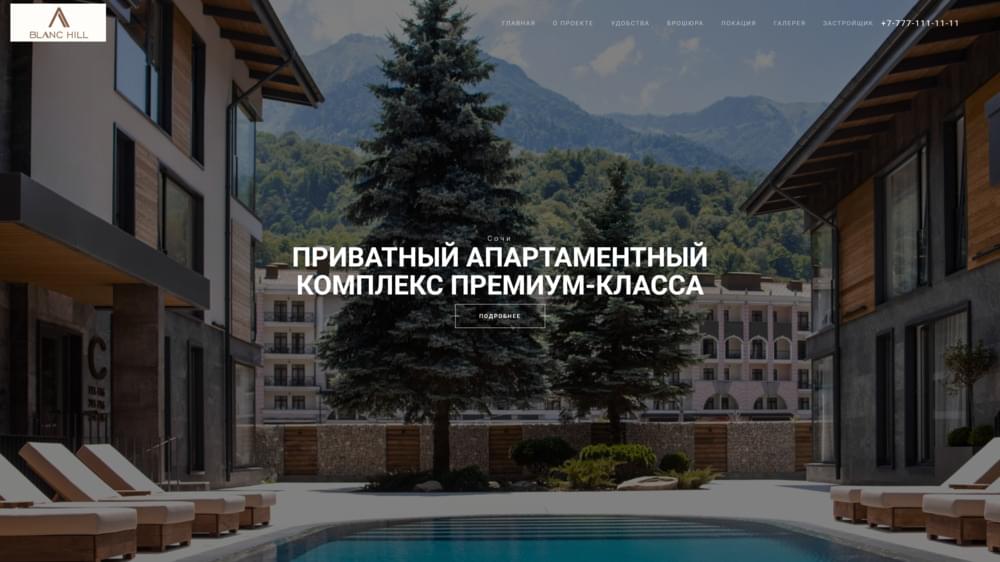 BLANC HILL
ГЛАВНАЯ О ПРОЕКТЕ УДОБСТВА БРОШЮРА ЛОКАЦИЯ ГАЛЕРЕЯ ЗАСТРОЙЩИК +7-777-111-11-11
Сочи
ПРИВАТНЫЙ АПАРТАМЕНТНЫЙ
КОМПЛЕКС ПРЕМИУМ-КЛАССА
ПОДРОБНЕЕ
C